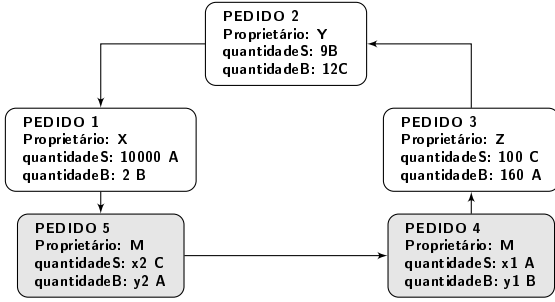 PEDIDO 2
Proprietário: Y
quantidadeS: 9B
quantidadeB: 12C
PEDIDO 1
Proprietário: X
quantidadeS: 10000 A
quantidadeB: 2 B
PEDIDO 3
Proprietário: Z
quantidadeS: 100 C
quantidadeB: 160 A
PEDIDO 5
Proprietário: M
quantidadeS: x2 C
quantidadeB: y2 A
PEDIDO 4
Proprietário: M
quantidadeS: x1 A
quantidadeB: y1 B